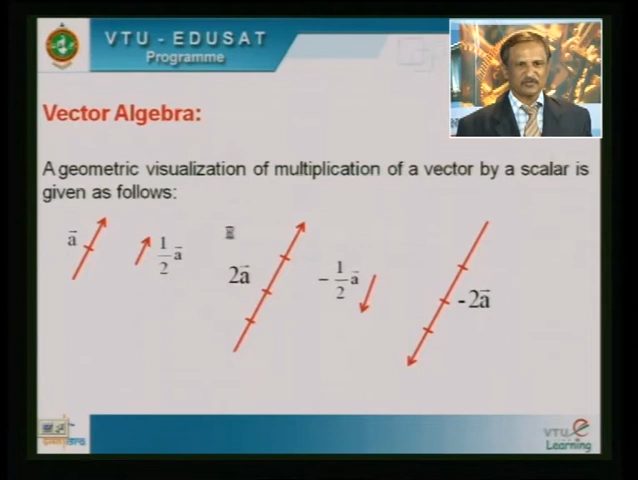 VTU - EDUSAT
Programme
Vector Algebra:
A geometric visualization of multiplication of a vector by a scalar is
given as follows:
a⃗
1/2 a⃗
2a⃗
- 1/2 a⃗
- 2a⃗
VTU e
Learning